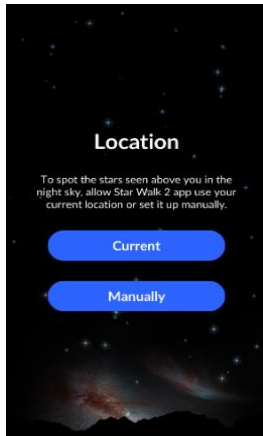 Location
To spot the stars seen above you in the
night sky, allow Star Walk 2 app use your
current location or set it up manually.
Current
Manually